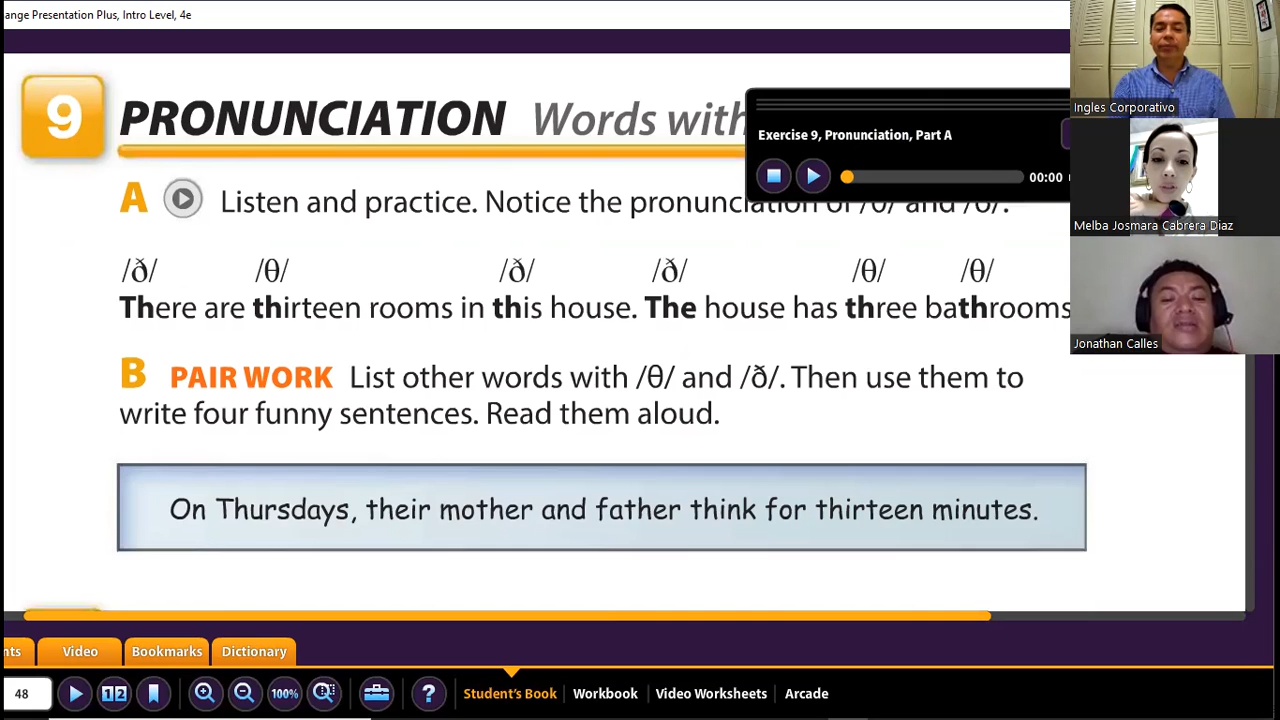 ange Presentation Plus, Intro Level, 4e
9 PRONUNCIATION Words with
Exercise 9, Pronunciation, Part A
00:00
A Listen and practice. Notice the pronunciation of /θ/ and /ð/.
/ð/ /θ/ /ð/ /ð/ /θ/ /θ/
There are thirteen rooms in this house. The house has three bathrooms
B PAIR WORK List other words with /θ/ and /ð/. Then use them to
write four funny sentences. Read them aloud.
On Thursdays, their mother and father think for thirteen minutes.
Ingles Corporativo
Melba Josmara Cabrera Diaz
Jonathan Calles
nts Video Bookmarks Dictionary
48 1 2 100% ? Student's Book Workbook Video Worksheets Arcade